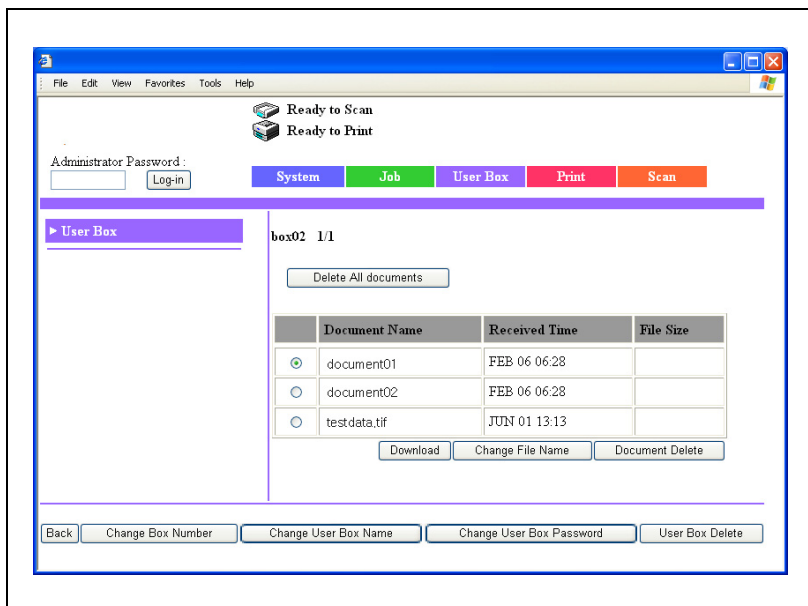 File Edit View Favorites Tools Help
Ready to Scan
Ready to Print
Administrator Password :
Log-in
System Job User Box Print Scan
User Box
box02 1/1
Delete All documents
Document Name Received Time File Size
document01 FEB 06 06:28
document02 FEB 06 06:28
testdata,tif JUN 01 13:13
Download Change File Name Document Delete
Back Change Box Number Change User Box Name Change User Box Password User Box Delete